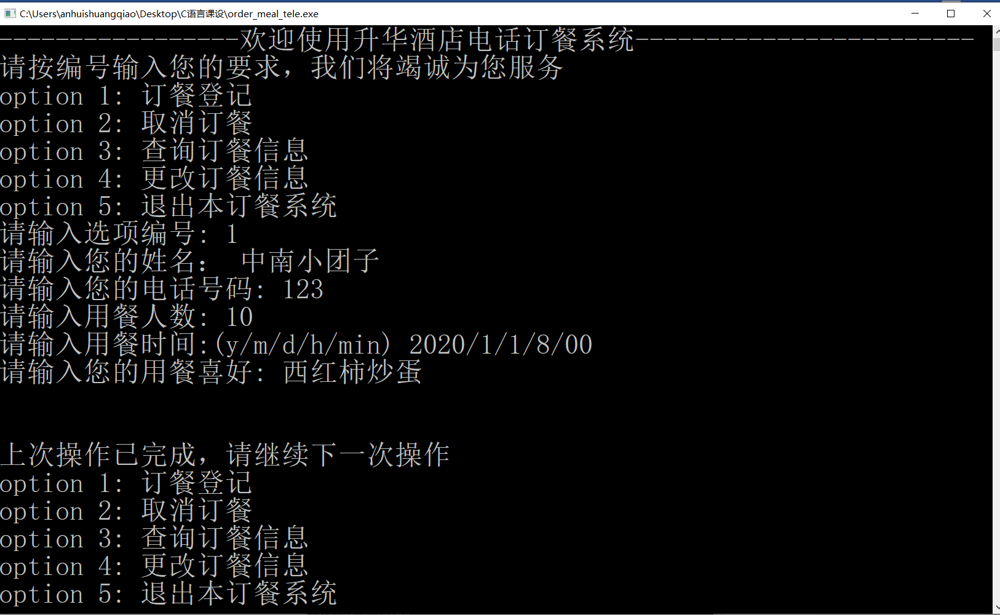 C:\Users\anhuishuangqiao\Desktop\C语言课设\order_meal_tele.exe
-----------------欢迎使用升华酒店电话订餐系统------------------------
请按编号输入您的要求，我们将竭诚为您服务
option 1: 订餐登记
option 2: 取消订餐
option 3: 查询订餐信息
option 4: 更改订餐信息
option 5: 退出本订餐系统
请输入选项编号: 1
请输入您的姓名： 中南小团子
请输入您的电话号码: 123
请输入用餐人数: 10
请输入用餐时间:(y/m/d/h/min) 2020/1/1/8/00
请输入您的用餐喜好: 西红柿炒蛋
上次操作已完成，请继续下一次操作
option 1: 订餐登记
option 2: 取消订餐
option 3: 查询订餐信息
option 4: 更改订餐信息
option 5: 退出本订餐系统